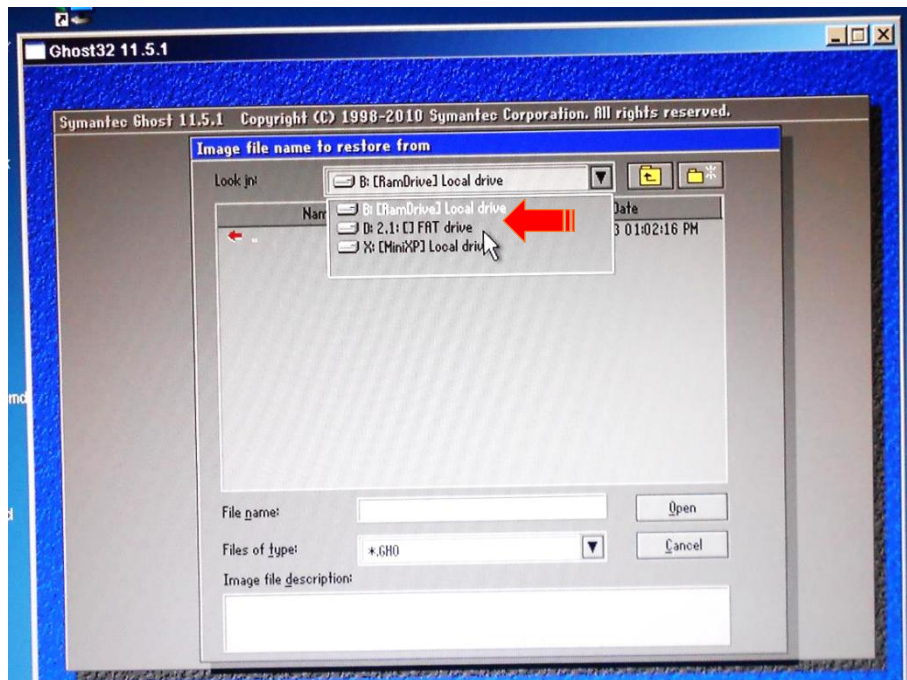 Ghost32 11.5.1
Symantec Ghost 11.5.1 Copyright (C) 1998-2010 Symantec Corporation. All rights reserved.
Image file name to restore from
Look in: B: [RamDrive] Local drive
Nam Date
B: [RamDrive] Local drive
D: 2.1: [] FAT drive
3 01:02:16 PM
X: [MiniXP] Local driv
File name:
Open
Files of type: *.GHO
Cancel
Image file description: